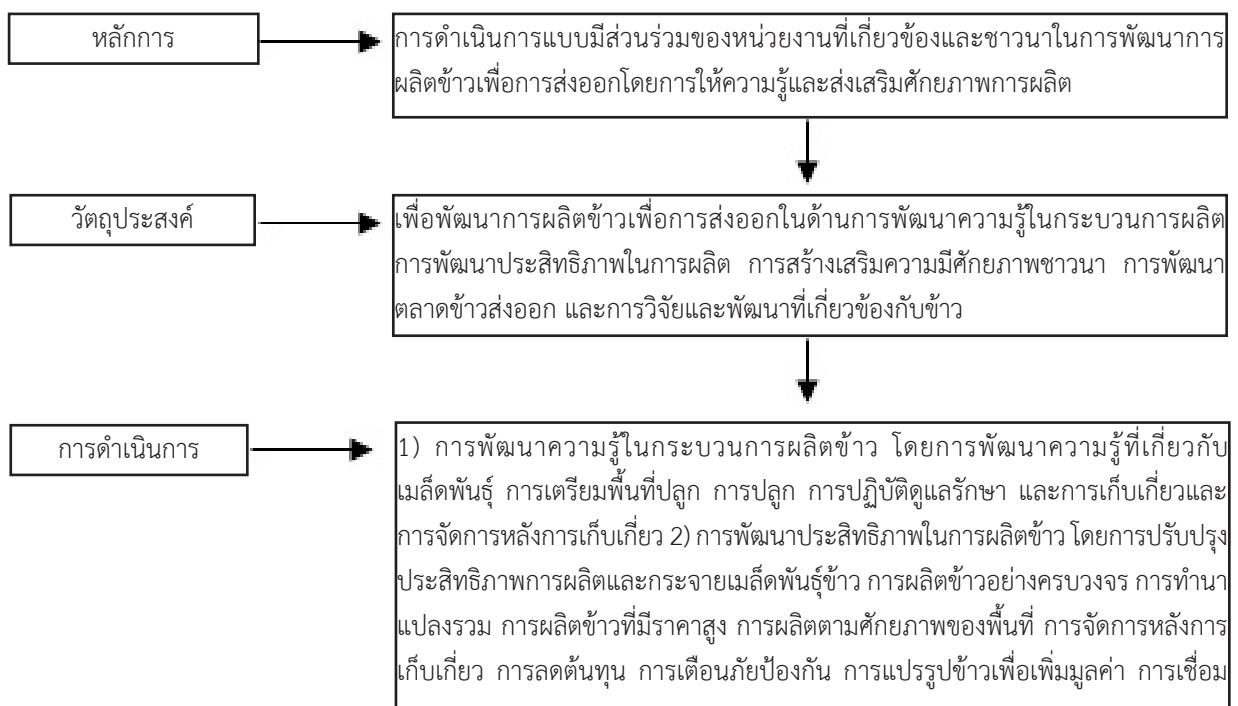 หลักการ
การดำเนินการแบบมีส่วนร่วมของหน่วยงานที่เกี่ยวข้องและชาวนาในการพัฒนาการ
ผลิตข้าวเพื่อการส่งออกโดยการให้ความรู้และส่งเสริมศักยภาพการผลิต
วัตถุประสงค์
เพื่อพัฒนาการผลิตข้าวเพื่อการส่งออกในด้านการพัฒนาความรู้ในกระบวนการผลิต
การพัฒนาประสิทธิภาพในการผลิต การสร้างเสริมความมีศักยภาพชาวนา การพัฒนา
ตลาดข้าวส่งออก และการวิจัยและพัฒนาที่เกี่ยวข้องกับข้าว
การดำเนินการ
1) การพัฒนาความรู้ในกระบวนการผลิตข้าว โดยการพัฒนาความรู้ที่เกี่ยวกับ
เมล็ดพันธุ์ การเตรียมพื้นที่ปลูก การปลูก การปฏิบัติดูแลรักษา และการเก็บเกี่ยวและ
การจัดการหลังการเก็บเกี่ยว 2) การพัฒนาประสิทธิภาพในการผลิตข้าว โดยการปรับปรุง
ประสิทธิภาพการผลิตและกระจายเมล็ดพันธุ์ข้าว การผลิตข้าวอย่างครบวงจร การทำนา
แปลงรวม การผลิตข้าวที่มีราคาสูง การผลิตตามศักยภาพของพื้นที่ การจัดการหลังการ
เก็บเกี่ยว การลดต้นทุน การเตือนภัยป้องกัน การแปรรูปข้าวเพื่อเพิ่มมูลค่า การเชื่อม